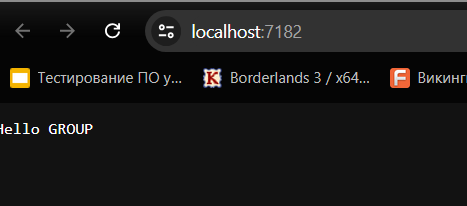 localhost:7182
Тестирование ПО у...
Borderlands 3 / x64...
Викинг
Hello GROUP